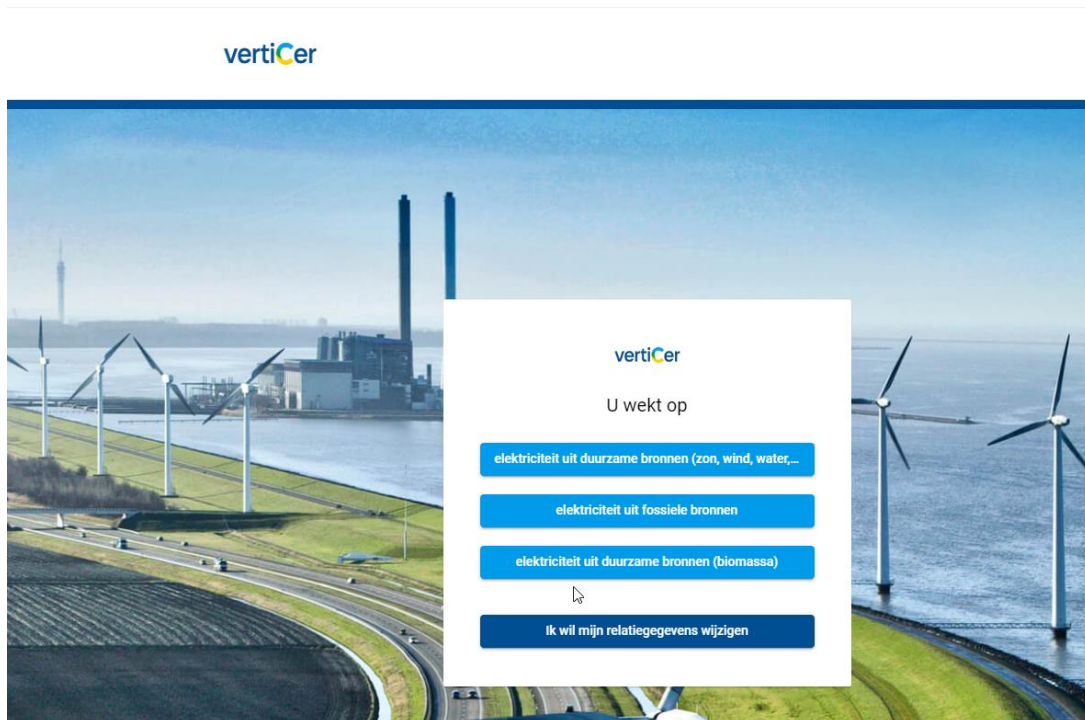 vertiCer
vertiCer
U wekt op
elektriciteit uit duurzame bronnen (zon, wind, water,...
elektriciteit uit fossiele bronnen
elektriciteit uit duurzame bronnen (biomassa)
Ik wil mijn relatiegegevens wijzigen